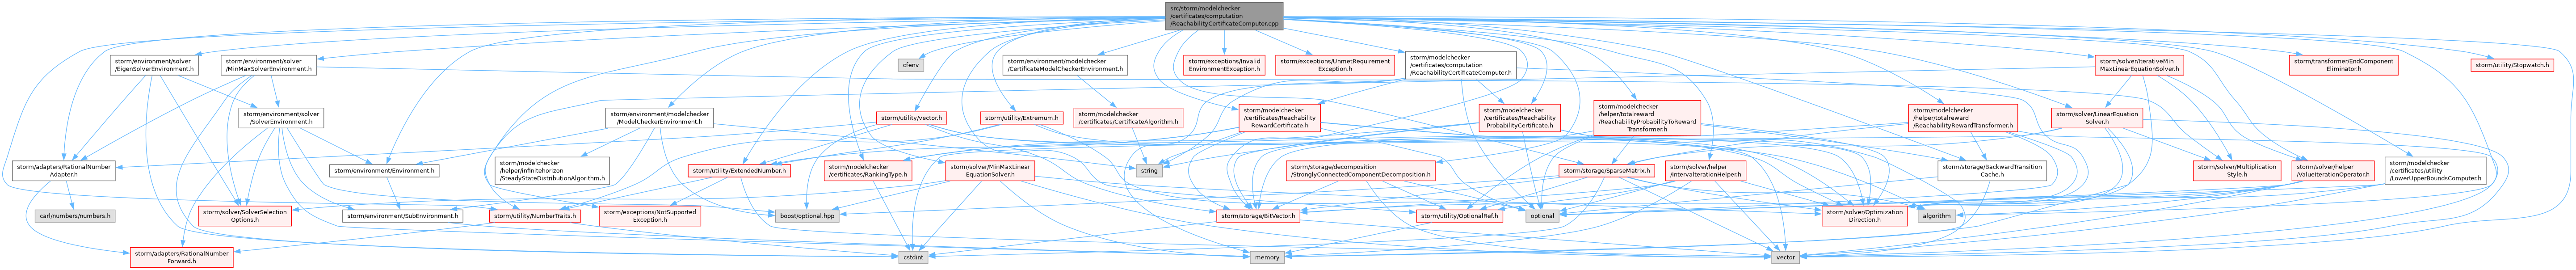 src/storm/modelchecker
/certificates/computation
/ReachabilityCertificateComputer.cpp
storm/environment/solver
/EigenSolverEnvironment.h
storm/environment/solver
/MinMaxSolverEnvironment.h
cfenv
storm/environment/modelchecker
/CertificateModelCheckerEnvironment.h
storm/exceptions/Invalid
EnvironmentException.h
storm/exceptions/UnmetRequirement
Exception.h
storm/modelchecker
/certificates/computation
/ReachabilityCertificateComputer.h
storm/solver/IterativeMin
MaxLinearEquationSolver.h
storm/transformer/EndComponent
Eliminator.h
storm/utility/Stopwatch.h
storm/environment/solver
/SolverEnvironment.h
storm/environment/modelchecker
/ModelCheckerEnvironment.h
storm/utility/vector.h
storm/utility/Extremum.h
storm/modelchecker
/certificates/CertificateAlgorithm.h
storm/modelchecker
/certificates/Reachability
RewardCertificate.h
storm/modelchecker
/certificates/Reachability
ProbabilityCertificate.h
storm/modelchecker
/helper/totalreward
/ReachabilityProbabilityToReward
Transformer.h
storm/modelchecker
/helper/totalreward
/ReachabilityRewardTransformer.h
storm/solver/LinearEquation
Solver.h
storm/adapters/RationalNumber
Adapter.h
storm/environment/Environment.h
storm/modelchecker
/helper/infinitehorizon
/SteadyStateDistributionAlgorithm.h
storm/utility/ExtendedNumber.h
storm/modelchecker
/certificates/RankingType.h
storm/solver/MinMaxLinear
EquationSolver.h
string
storm/storage/decomposition
/StronglyConnectedComponentDecomposition.h
storm/storage/SparseMatrix.h
storm/solver/helper
/IntervalterationHelper.h
storm/storage/BackwardTransition
Cache.h
storm/solver/Multiplication
Style.h
storm/solver/helper
/ValueIterationOperator.h
storm/modelchecker
/certificates/utility
/LowerUpperBoundsComputer.h
carl/numbers/numbers.h
storm/solver/SolverSelection
Options.h
storm/environment/SubEnvironment.h
storm/utility/NumberTraits.h
storm/exceptions/NotSupported
Exception.h
boost/optional.hpp
storm/storage/BitVector.h
storm/utility/OptionalRef.h
optional
storm/solver/Optimization
Direction.h
algorithm
storm/adapters/RationalNumber
Forward.h
cstdint
memory
vector